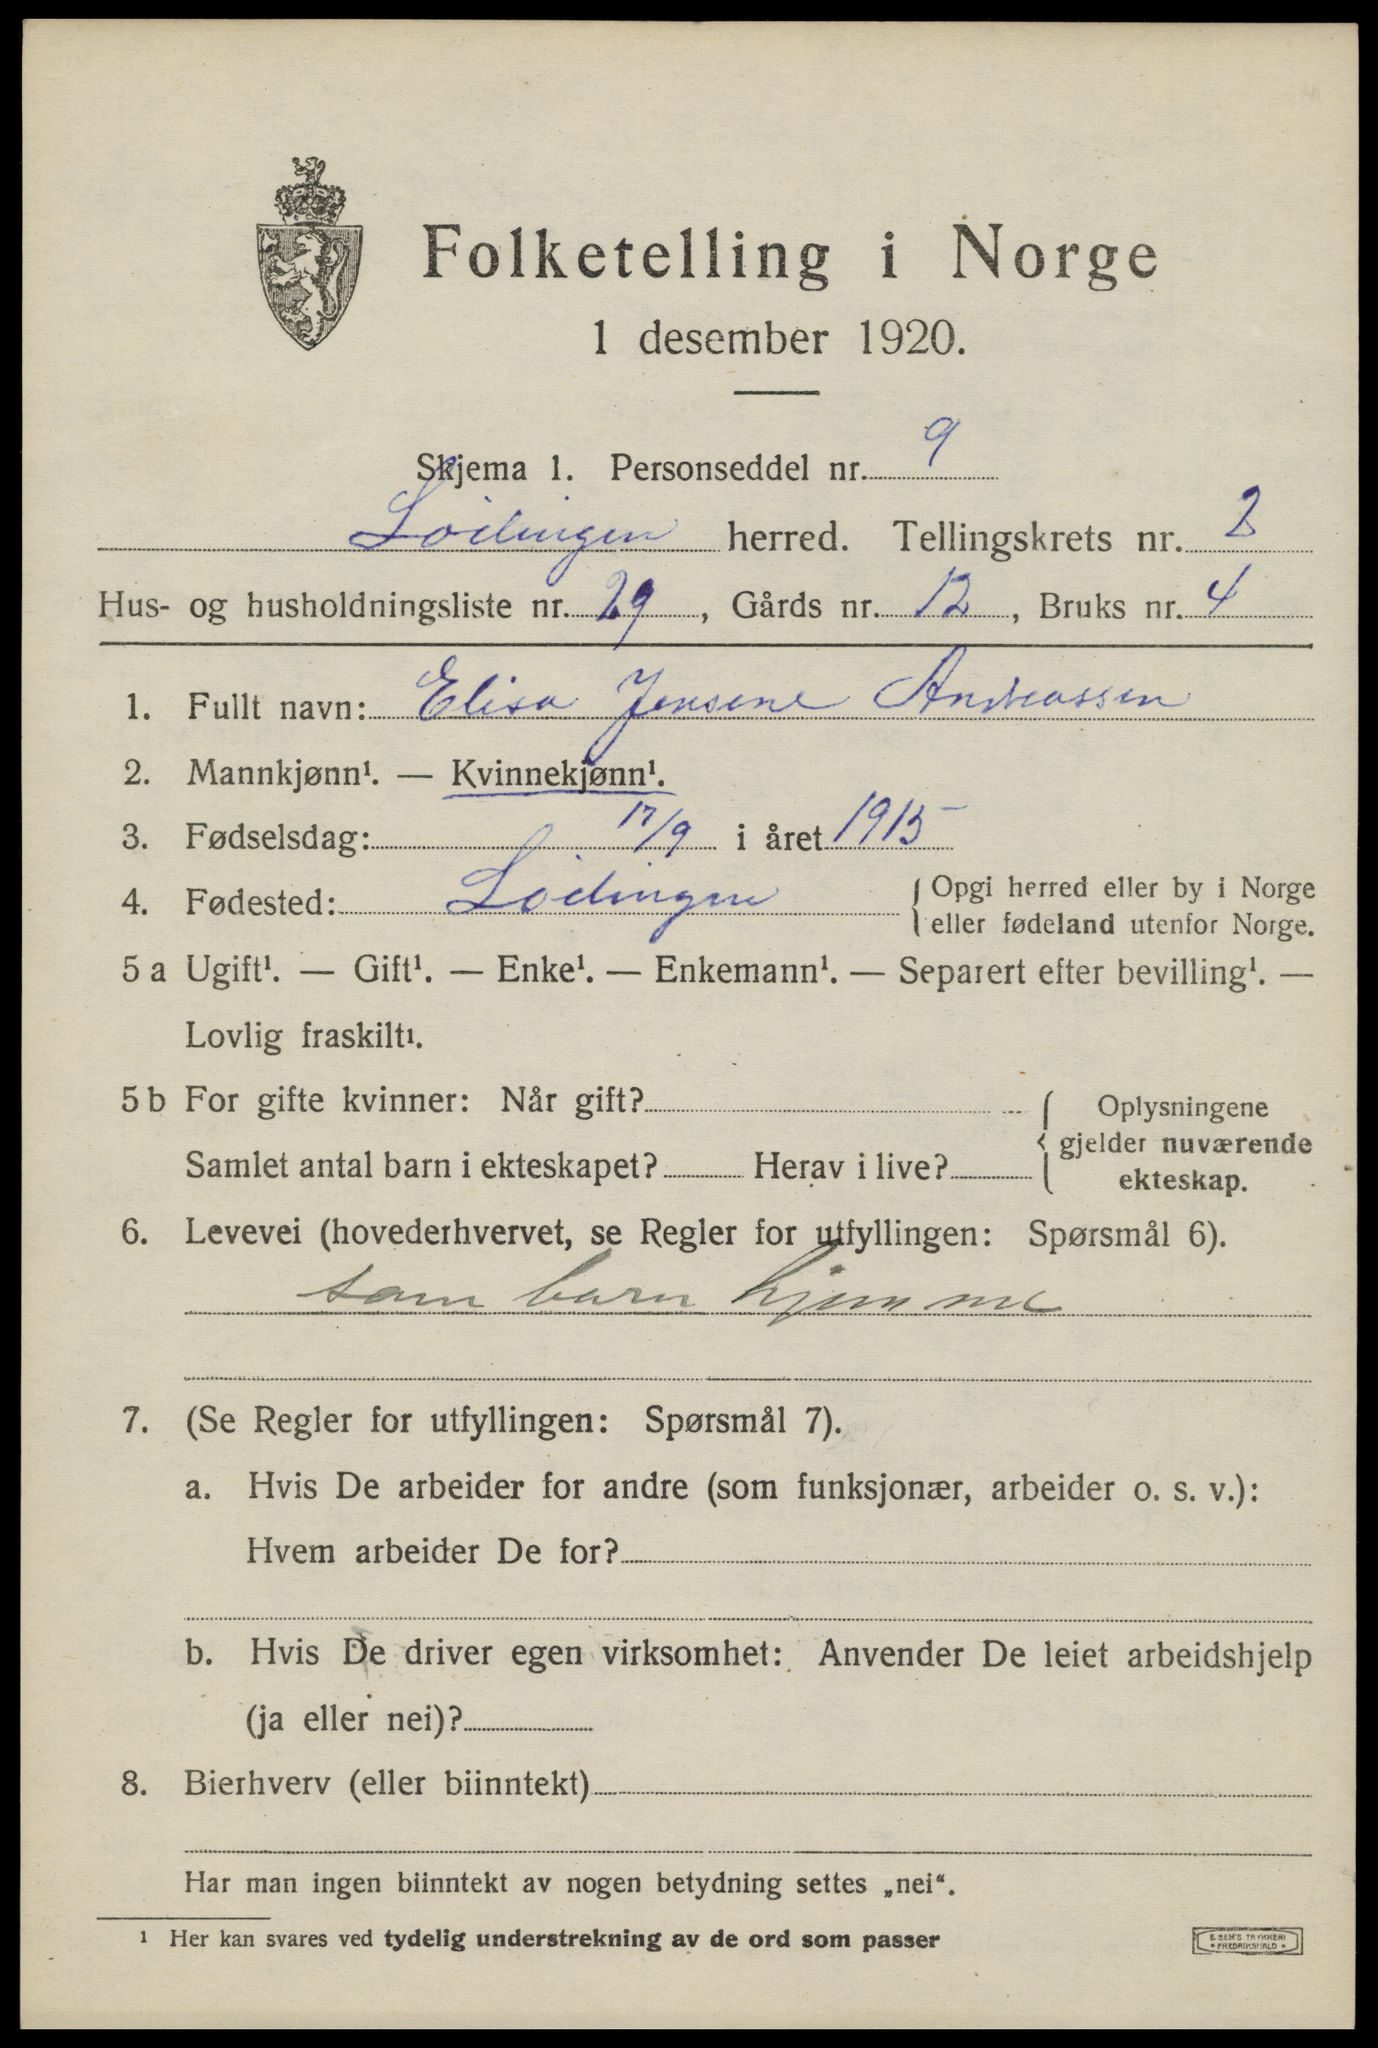 Folketelling i Norge
1 desember 1920.
Skjema 1. Personseddel nr. 9
Lödingen herred. Tellingskrets nr. 2
Hus- og husholdningsliste nr. 29, Gårds nr. 12, Bruks nr. 4
1. Fullt navn: Elisa Jensene Andreassen
2. Mannkjønn¹. — Kvinnekjønn¹.
3. Fødselsdag: 17/9 i året 1915
4. Fødested: Lödingen { Opgi herred eller by i Norge
eller fødeland utenfor Norge.
5 a Ugift¹. — Gift¹. — Enke¹. — Enkemann¹. — Separert efter bevilling¹. —
Lovlig fraskilt¹.
5 b For gifte kvinner: Når gift? { Oplysningene
gjelder nuværende
ekteskap.
Samlet antal barn i ekteskapet? Herav i live?
6. Levevei (hovederhvervet, se Regler for utfyllingen: Spørsmål 6).
som barn hjemme
7. (Se Regler for utfyllingen: Spørsmål 7).
a. Hvis De arbeider for andre (som funksjonær, arbeider o. s. v.):
Hvem arbeider De for?
b. Hvis De driver egen virksomhet: Anvender De leiet arbeidshjelp
(ja eller nei)?
8. Bierhverv (eller biinntekt)
Har man ingen biinntekt av nogen betydning settes „nei“.
¹ Her kan svares ved tydelig understrekning av de ord som passer
E. SEM'S TRYKKERI
• FREDRIKSHALD •